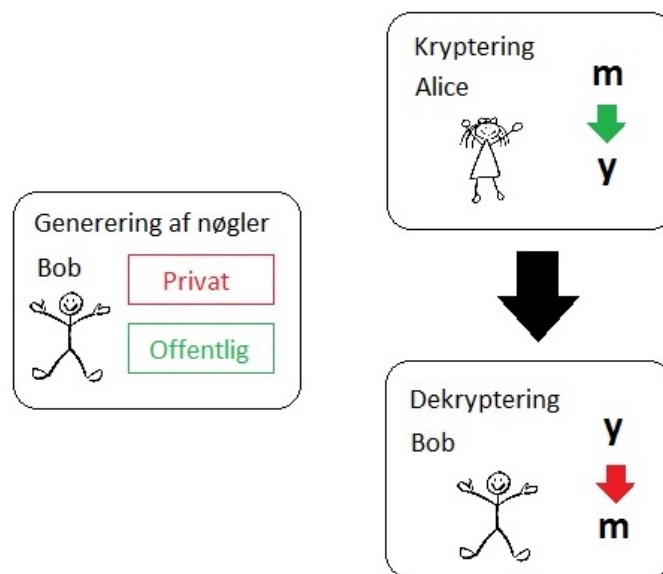 Generering af nøgler
Bob
Privat
Offentlig
Kryptering
Alice
m
y
Dekryptering
Bob
y
m